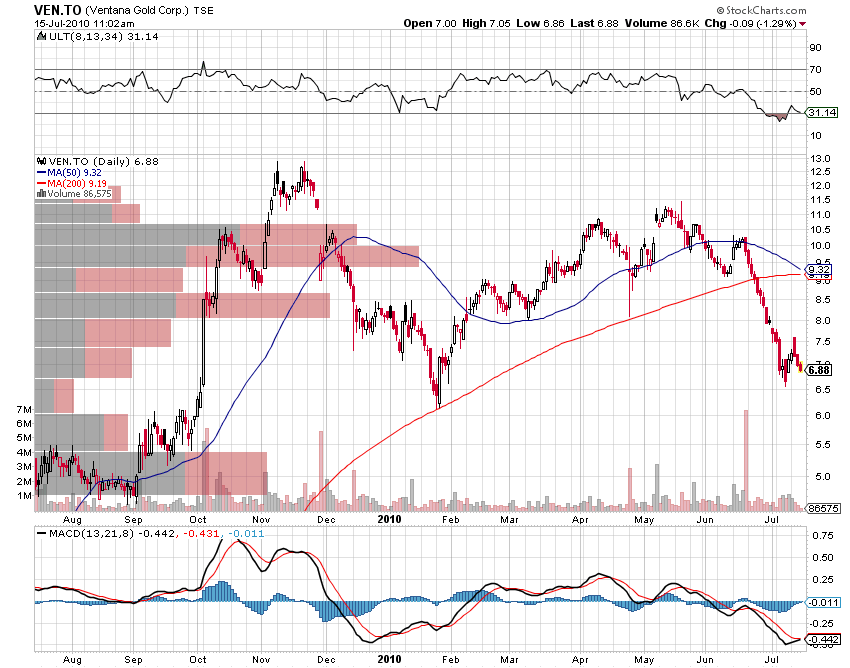 VEN.TO (Ventana Gold Corp.) TSE © StockCharts.com
15-Jul-2010 11:02am Open 7.00 High 7.05 Low 6.86 Last 6.88 Volume 86.6K Chg -0.09 (-1.29%)
ULT(8,13,34) 31.14
90
70
50
31.14
10
VEN.TO (Daily) 6.88
MA(50) 9.32
MA(200) 9.19
Volume 86,575
13.0
12.5
12.0
11.5
11.0
10.5
10.0
9.5
9.32
9.0
8.5
8.0
7.5
7.0
6.88
6.5
6.0
5.5
5.0
7M
6M
5M
4M
3M
2M
1M
86575
Aug Sep Oct Nov Dec 2010 Feb Mar Apr May Jun Jul
MACD(13,21,8) -0.442, -0.431, -0.011
0.75
0.50
0.25
-0.011
-0.25
-0.442
Aug Sep Oct Nov Dec 2010 Feb Mar Apr May Jun Jul